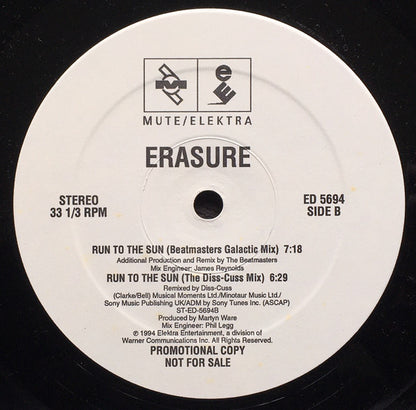 MUTE/ELEKTRA
ERASURE
STEREO
33 1/3 RPM
ED 5694
SIDE B
RUN TO THE SUN (Beatmasters Galactic Mix) 7:18
Additional Production and Remix by The Beatmasters
Mix Engineer: James Reynolds
RUN TO THE SUN (The Diss-Cuss Mix) 6:29
Remixed by Diss-Cuss
(Clarke/Bell) Musical Moments Ltd./Minotaur Music Ltd./
Sony Music Publishing UK/ADM by Sony Tunes Inc. (ASCAP)
ST-ED-5694B
Produced by Martyn Ware
Mix Engineer: Phil Legg
℗ 1994 Elektra Entertainment, a division of
Warner Communications Inc. All Rights Reserved.
PROMOTIONAL COPY
NOT FOR SALE